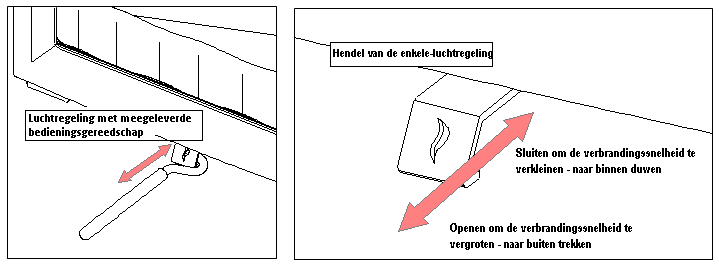 Luchtregeling met meegeleverde
bedieningsgereedschap
Hendel van de enkele-luchtregeling
Sluiten om de verbrandingssnelheid te
verkleinen - naar binnen duwen
Openen om de verbrandingssnelheid te
vergroten - naar buiten trekken